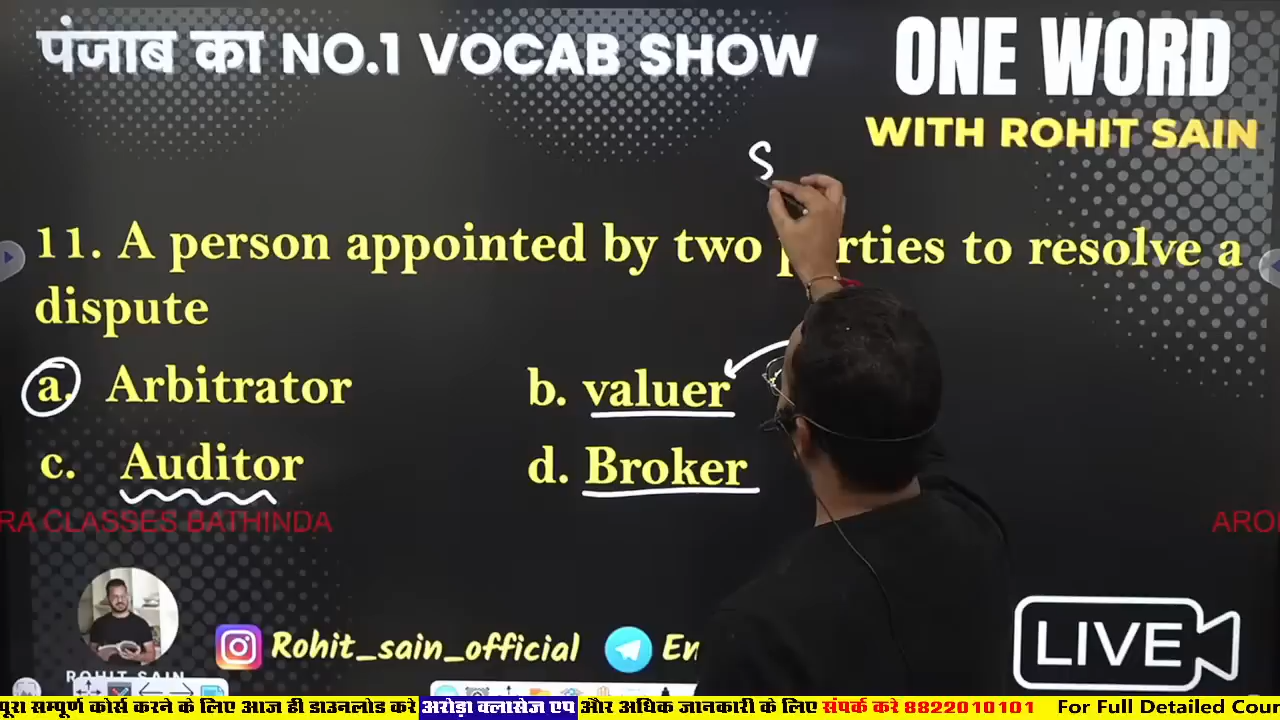 पंजाब का NO.1 VOCAB SHOW
ONE WORD
WITH ROHIT SAIN
S
11. A person appointed by two parties to resolve a
dispute
a. Arbitrator
b. valuer
c. Auditor
d. Broker
RA CLASSES BATHINDA
ARO
Rohit_sain_official
En
LIVE
ROHIT SAIN
पूरा सम्पूर्ण कोर्स करने के लिए आज ही डाउनलोड करे अरोड़ा क्लासेज एप और अधिक जानकारी के लिए संपर्क करे 8822010101 For Full Detailed Cour